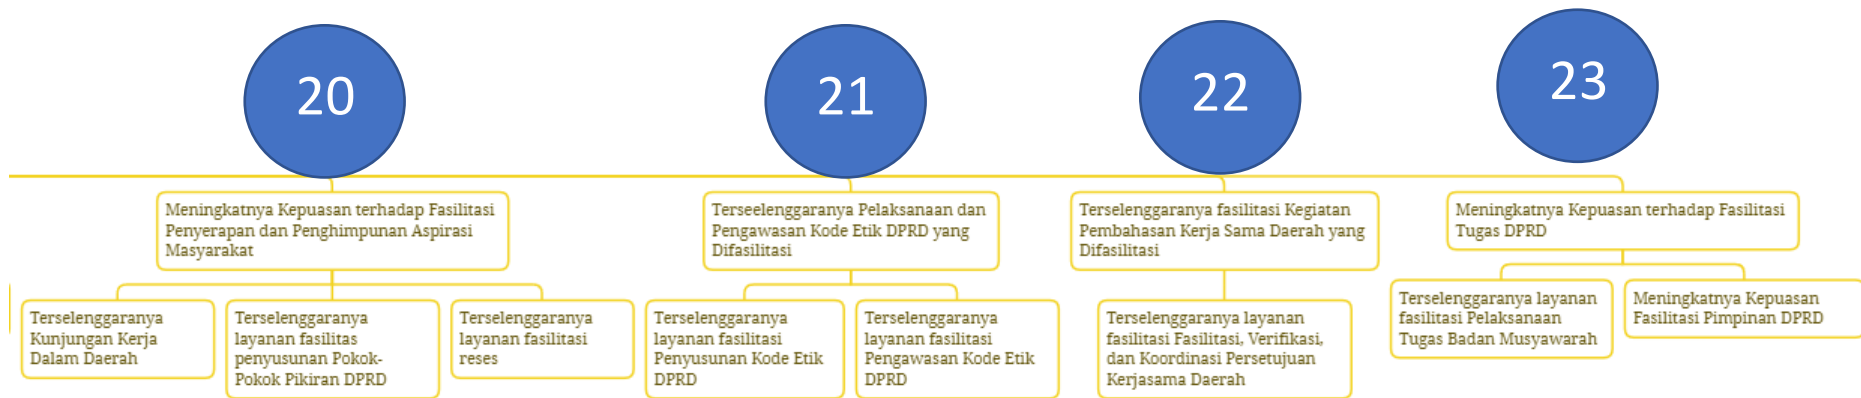 20
21
22
23
Meningkatnya Kepuasan terhadap Fasilitasi
Penyerapan dan Penghimpunan Aspirasi
Masyarakat
Terseelenggaranya Pelaksanaan dan
Pengawasan Kode Etik DPRD yang
Difasilitasi
Terselenggaranya fasilitasi Kegiatan
Pembahasan Kerja Sama Daerah yang
Difasilitasi
Meningkatnya Kepuasan terhadap Fasilitasi
Tugas DPRD
Terselenggaranya
Kunjungan Kerja
Dalam Daerah
Terselenggaranya
layanan fasilitas
penyusunan Pokok-
Pokok Pikiran DPRD
Terselenggaranya
layanan fasilitasi
reses
Terselenggaranya
layanan fasilitasi
Penyusunan Kode Etik
DPRD
Terselenggaranya
layanan fasilitasi
Pengawasan Kode Etik
DPRD
Terselenggaranya layanan
fasilitasi Fasilitasi, Verifikasi,
dan Koordinasi Persetujuan
Kerjasama Daerah
Terselenggaranya layanan
fasilitasi Pelaksanaan
Tugas Badan Musyawarah
Meningkatnya Kepuasan
Fasilitasi Pimpinan DPRD